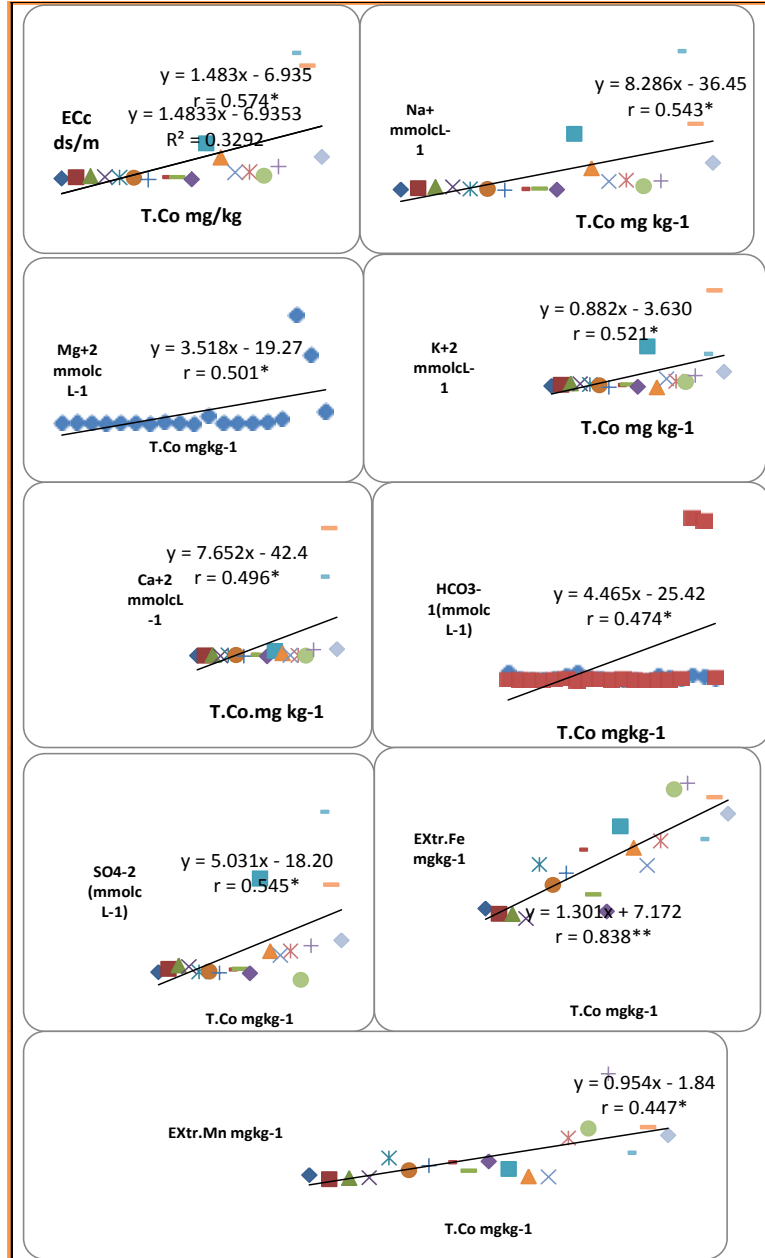 y = 1.483x - 6.935
r = 0.574*
y = 1.4833x - 6.9353
R² = 0.3292
ECc
ds/m
T.Co mg/kg
y = 8.286x - 36.45
r = 0.543*
Na+
mmolcL-
1
T.Co mg kg-1
Mg+2
mmolc
L-1
y = 3.518x - 19.27
r = 0.501*
T.Co mgkg-1
y = 0.882x - 3.630
r = 0.521*
K+2
mmolcL-
1
T.Co mg kg-1
y = 7.652x - 42.4
r = 0.496*
Ca+2
mmolcL
-1
T.Co.mg kg-1
HCO3-
1(mmolc
L-1)
y = 4.465x - 25.42
r = 0.474*
T.Co mgkg-1
SO4-2
(mmolc
L-1)
y = 5.031x - 18.20
r = 0.545*
T.Co mgkg-1
EXtr.Fe
mgkg-1
y = 1.301x + 7.172
r = 0.838**
T.Co mgkg-1
y = 0.954x - 1.84
r = 0.447*
EXtr.Mn mgkg-1
T.Co mgkg-1